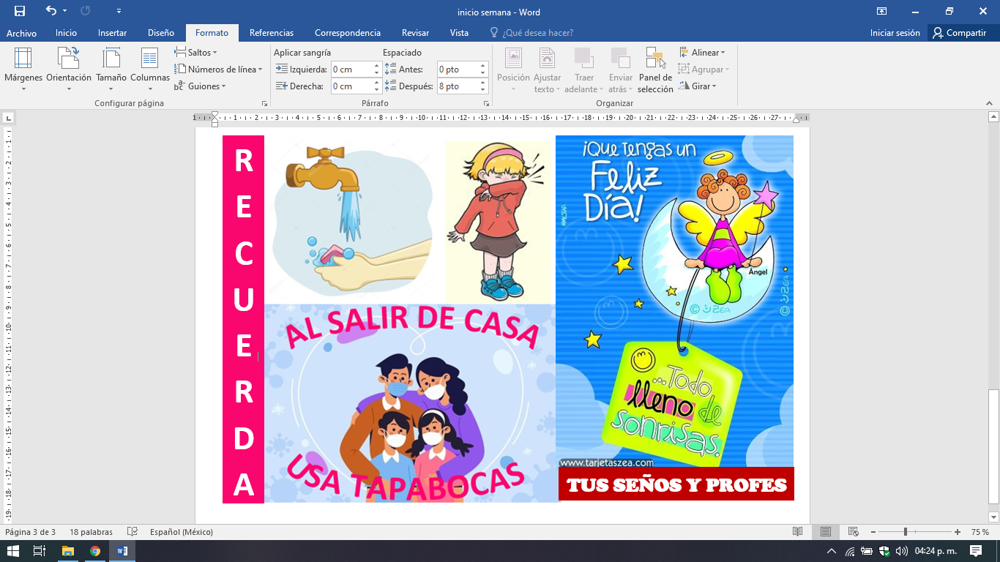 inicio semana - Word
Archivo
Inicio
Insertar
Diseño
Formato
Referencias
Correspondencia
Revisar
Vista
¿Qué desea hacer?
Iniciar sesión
Compartir
Márgenes
Orientación
Tamaño
Columnas
Saltos
Números de línea
Guiones
Configurar página
Aplicar sangría
Izquierda: 0 cm
Derecha: 0 cm
Espaciado
Antes: 0 pto
Después: 8 pto
Párrafo
Posición
Ajustar texto
Traer adelante
Enviar atrás
Panel de selección
Alinear
Agrupar
Girar
Organizar
R
E
C
U
E
R
D
A
AL SALIR DE CASA
USA TAPABOCAS
¡Que Tengas un
Feliz
Día!
Ángel
© ZEA
© ZEA
...Todo
lleno de
sonrisas.
www.tarjetaszea.com
TUS SEÑOS Y PROFES
Página 3 de 3
18 palabras
Español (México)
75 %
04:24 p. m.